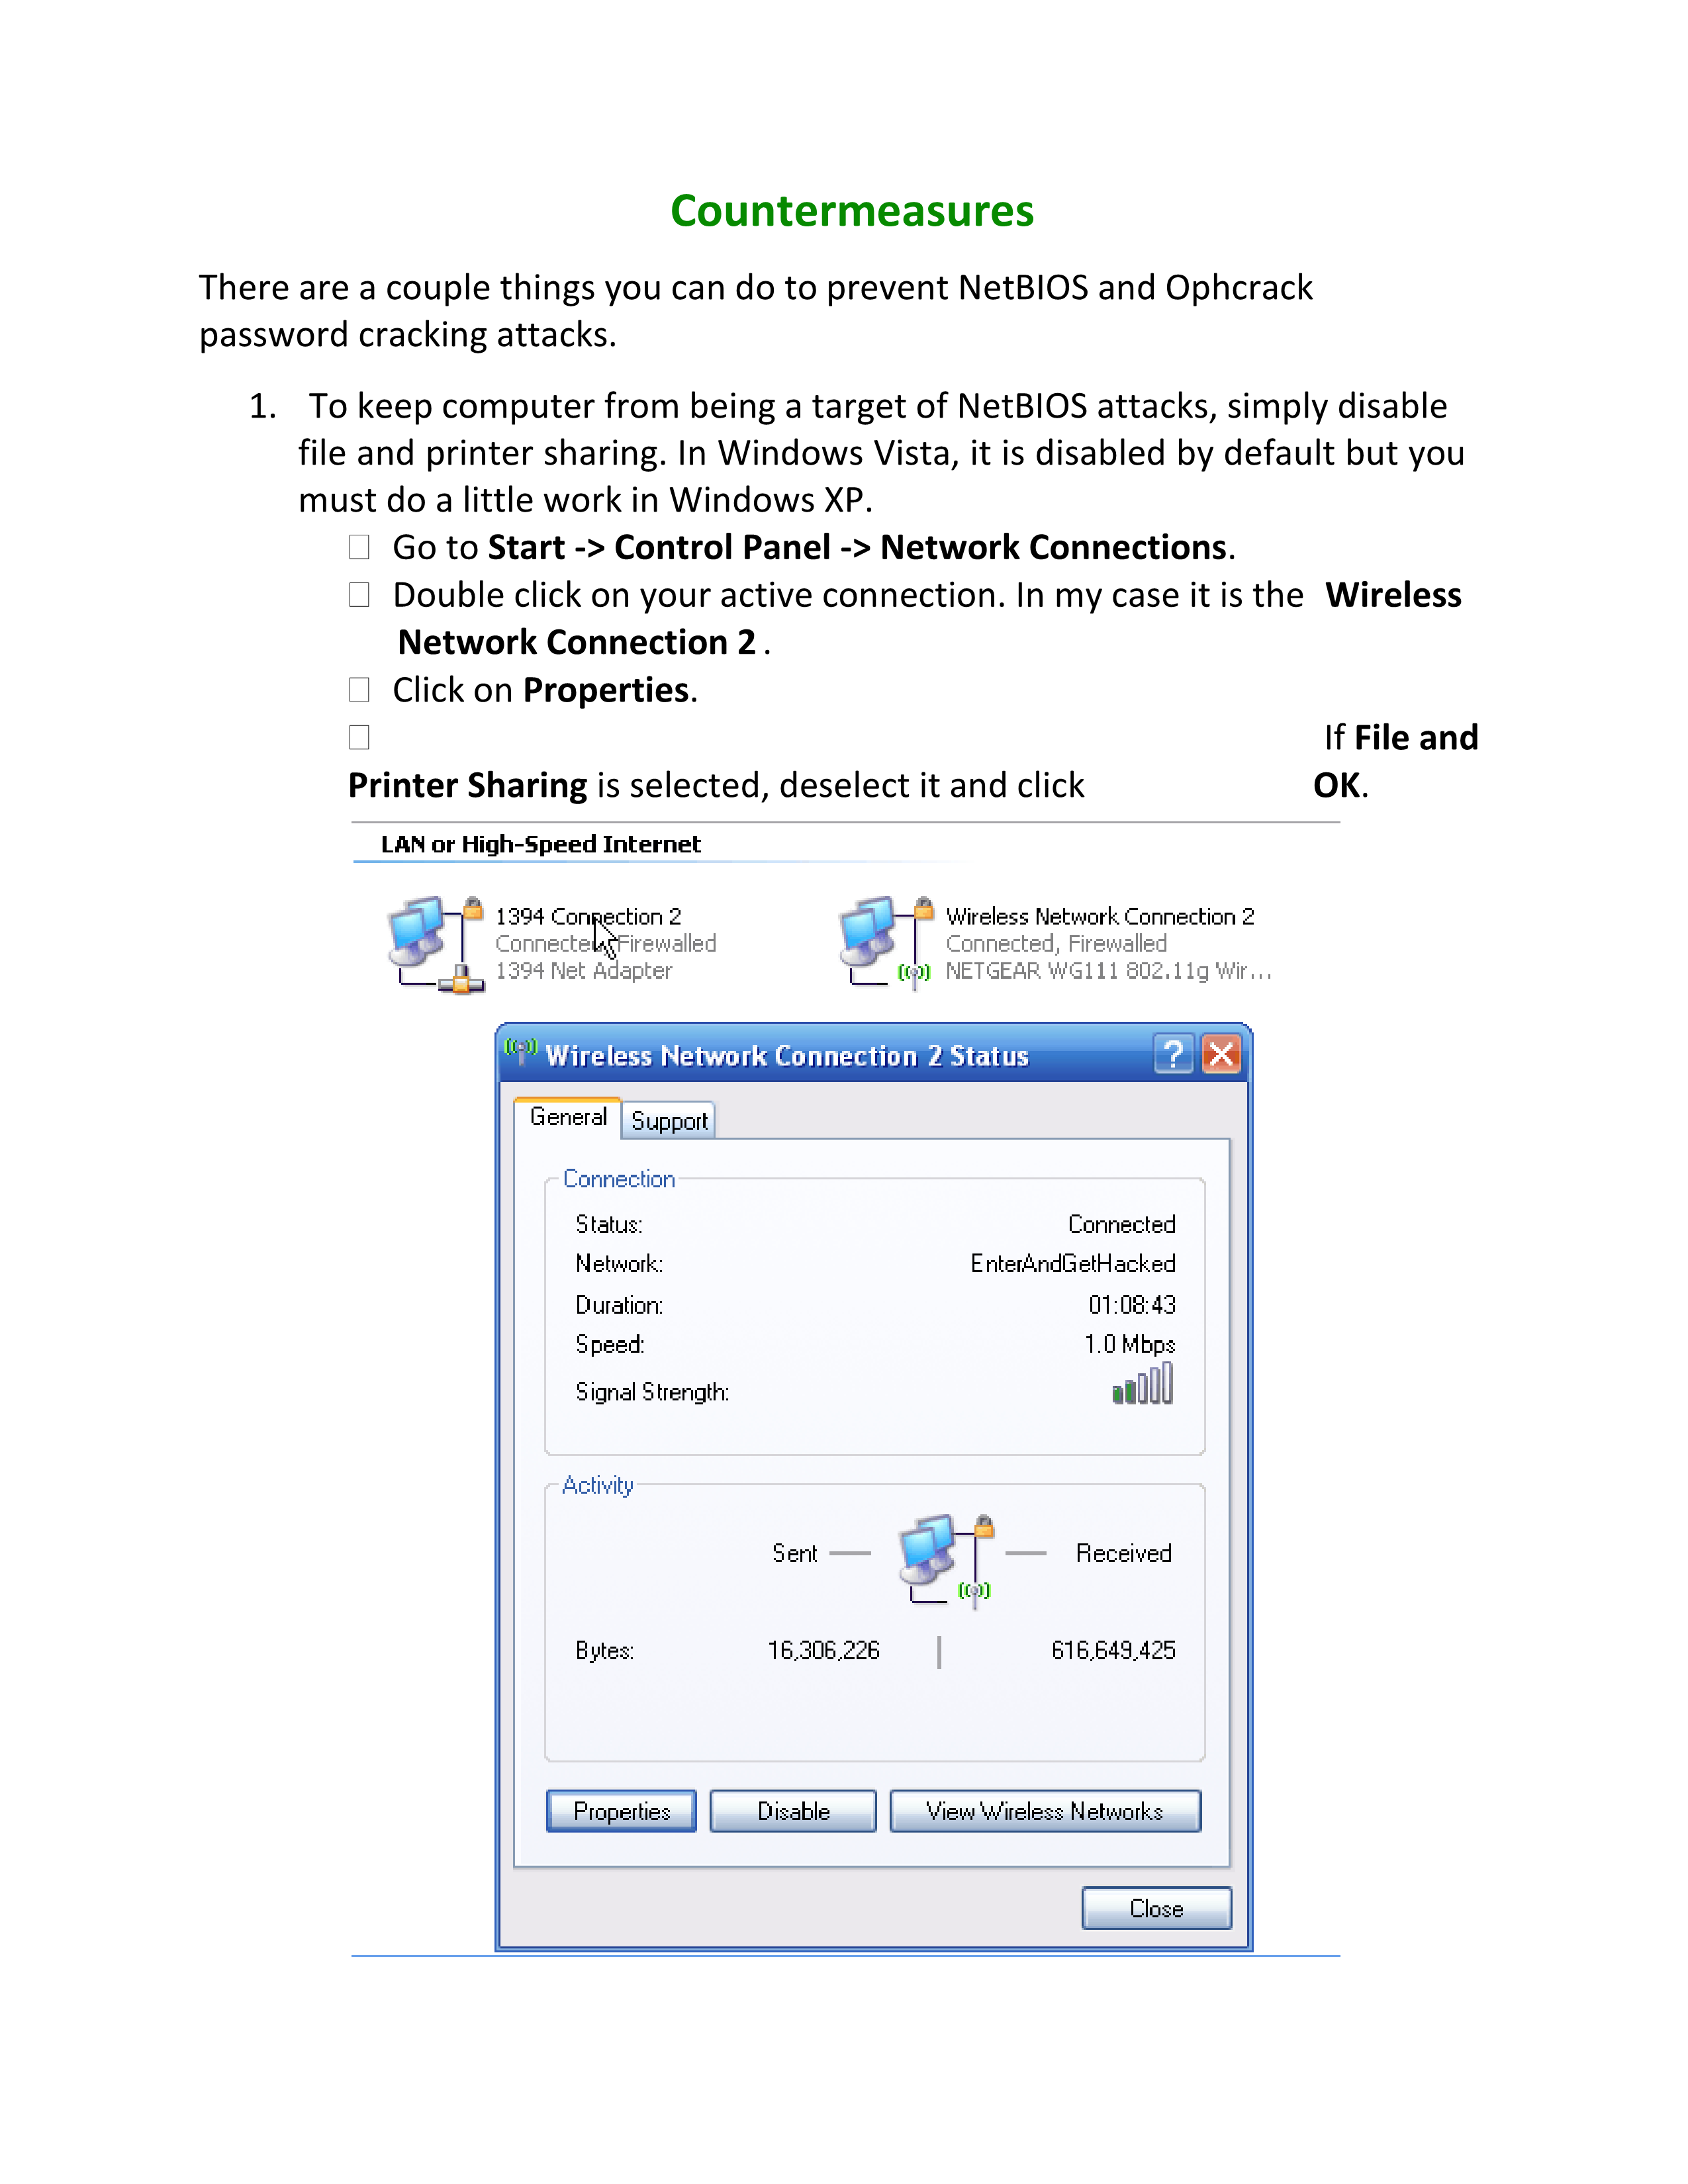 Countermeasures
There are a couple things you can do to prevent NetBIOS and Ophcrack
password cracking attacks.
1. To keep computer from being a target of NetBIOS attacks, simply disable
file and printer sharing. In Windows Vista, it is disabled by default but you
must do a little work in Windows XP.
Go to Start -> Control Panel -> Network Connections.
Double click on your active connection. In my case it is the Wireless
Network Connection 2 .
Click on Properties.
If File and
Printer Sharing is selected, deselect it and click OK.
LAN or High-Speed Internet
1394 Connection 2
Connected, Firewalled
1394 Net Adapter
Wireless Network Connection 2
Connected, Firewalled
NETGEAR WG111 802.11g Wir...
Wireless Network Connection 2 Status
General Support
Connection
Status: Connected
Network: EnterAndGetHacked
Duration: 01:08:43
Speed: 1.0 Mbps
Signal Strength:
Activity
Sent Received
Bytes: 16,306,226 616,649,425
Properties Disable View Wireless Networks
Close